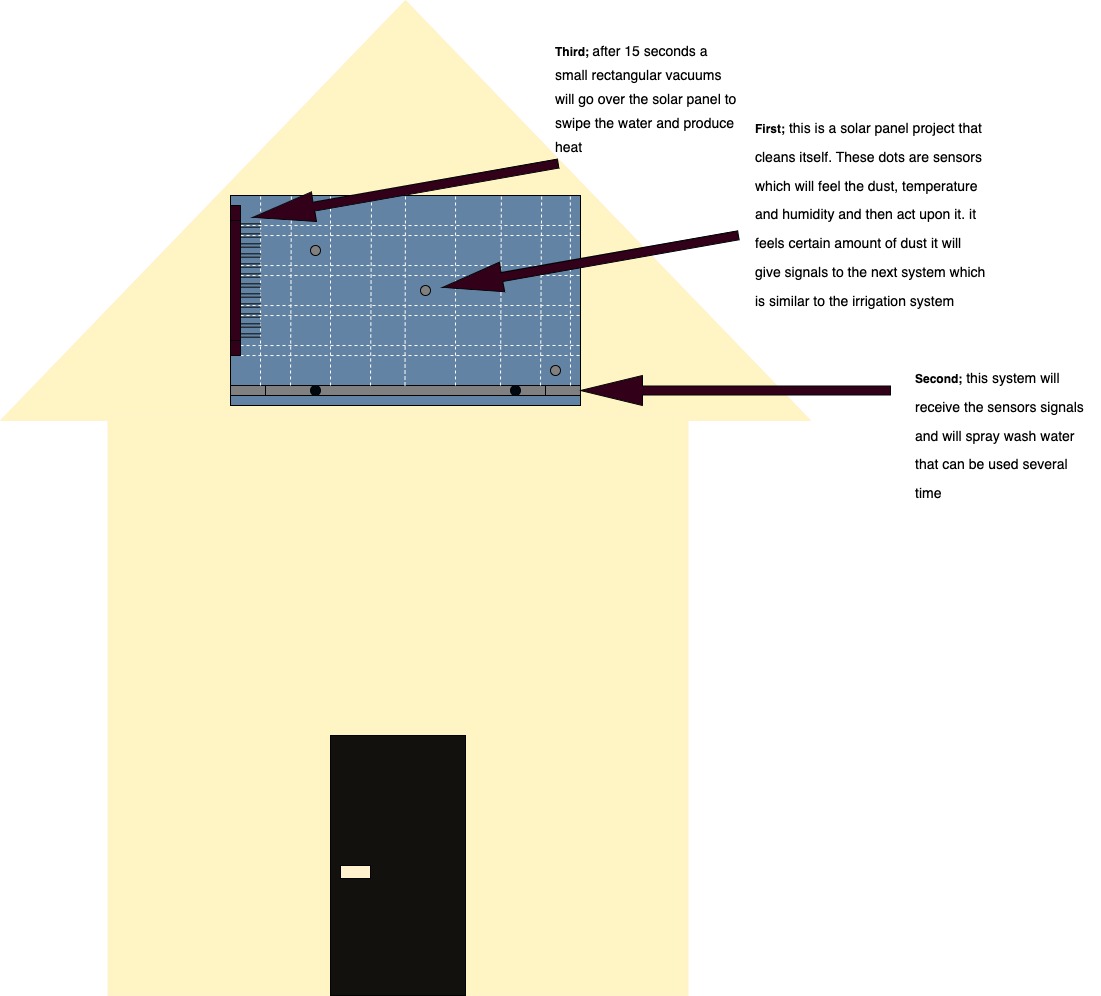 Third; after 15 seconds a
small rectangular vacuums
will go over the solar panel to
swipe the water and produce
heat
First; this is a solar panel project that
cleans itself. These dots are sensors
which will feel the dust, temperature
and humidity and then act upon it. it
feels certain amount of dust it will
give signals to the next system which
is similar to the irrigation system
Second; this system will
receive the sensors signals
and will spray wash water
that can be used several
time